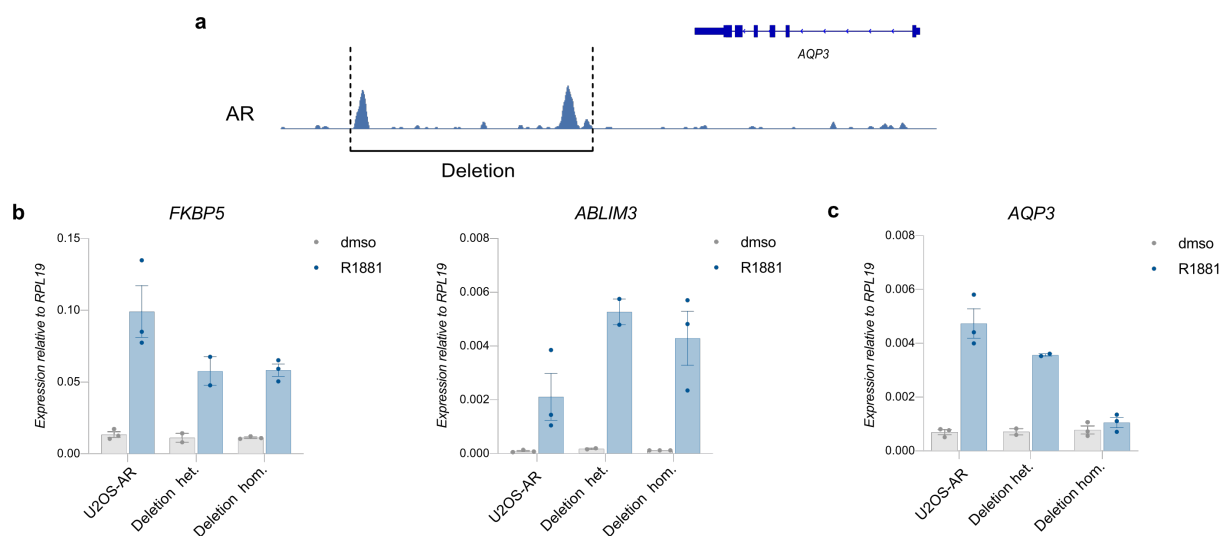 a
AQP3
AR
Deletion
b
FKBP5
Expression relative to RPL19
0.15
0.10
0.05
0.00
dmso
R1881
U2OS-AR
Deletion het.
Deletion hom.
ABLIM3
Expression relative to RPL19
0.008
0.006
0.004
0.002
0.000
dmso
R1881
U2OS-AR
Deletion het.
Deletion hom.
c
AQP3
Expression relative to RPL19
0.008
0.006
0.004
0.002
0.000
dmso
R1881
U2OS-AR
Deletion het.
Deletion hom.